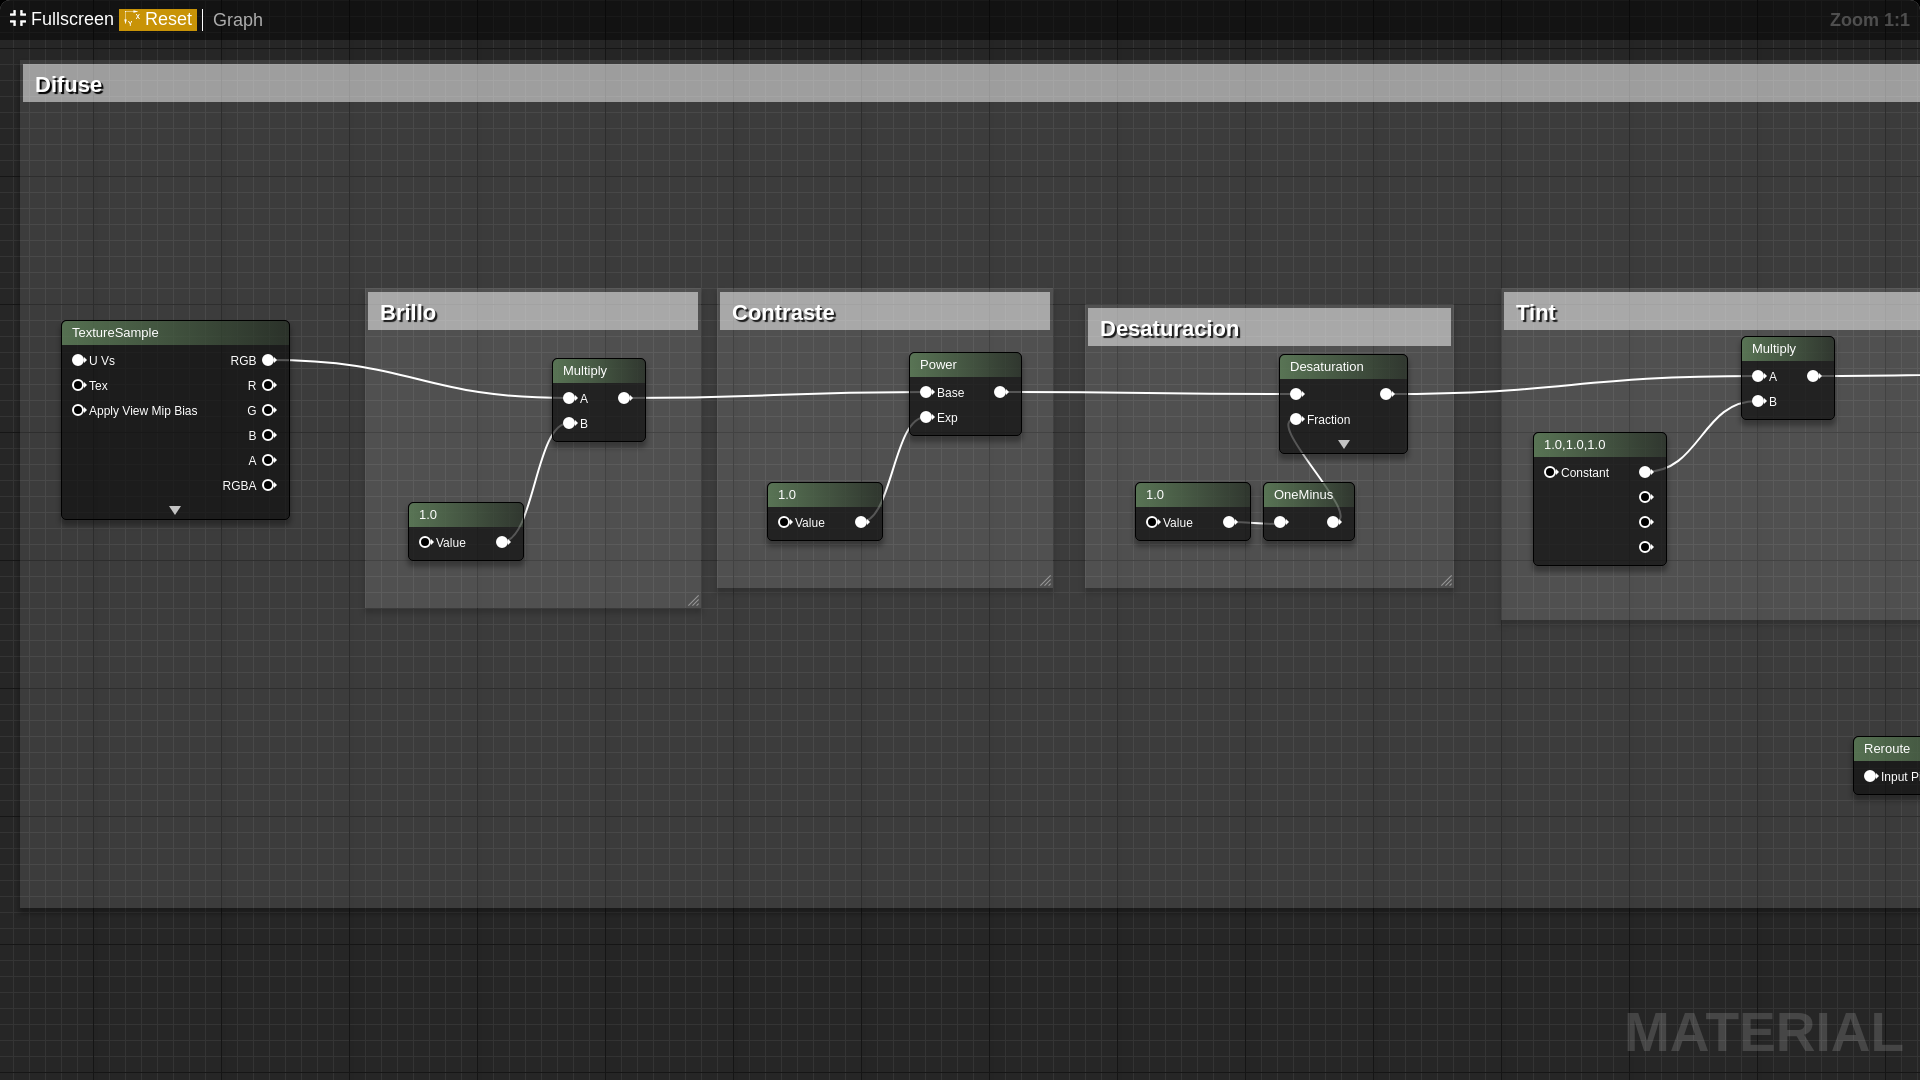 Fullscreen Reset Graph Zoom 1:1
Difuse
Brillo
Contraste
Desaturacion
Tint
TextureSample
U Vs RGB
Tex R
Apply View Mip Bias G
B
A
RGBA
Multiply
A
B
1.0
Value
Power
Base
Exp
1.0
Value
Desaturation
Fraction
1.0
Value
OneMinus
Multiply
A
B
1.0,1.0,1.0
Constant
Reroute
Input P
MATERIAL